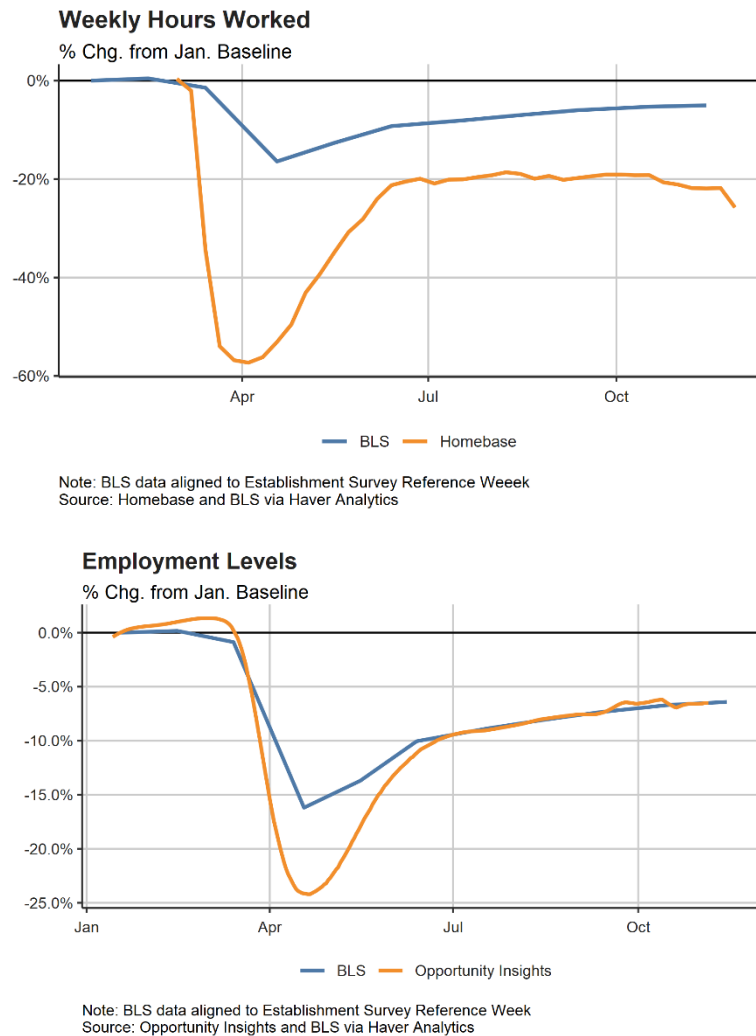 Weekly Hours Worked
% Chg. from Jan. Baseline
0%
-20%
-40%
-60%
Apr
Jul
Oct
BLS
Homebase
Note: BLS data aligned to Establishment Survey Reference Weeek
Source: Homebase and BLS via Haver Analytics
Employment Levels
% Chg. from Jan. Baseline
0.0%
-5.0%
-10.0%
-15.0%
-20.0%
-25.0%
Jan
Apr
Jul
Oct
BLS
Opportunity Insights
Note: BLS data aligned to Establishment Survey Reference Week
Source: Opportunity Insights and BLS via Haver Analytics